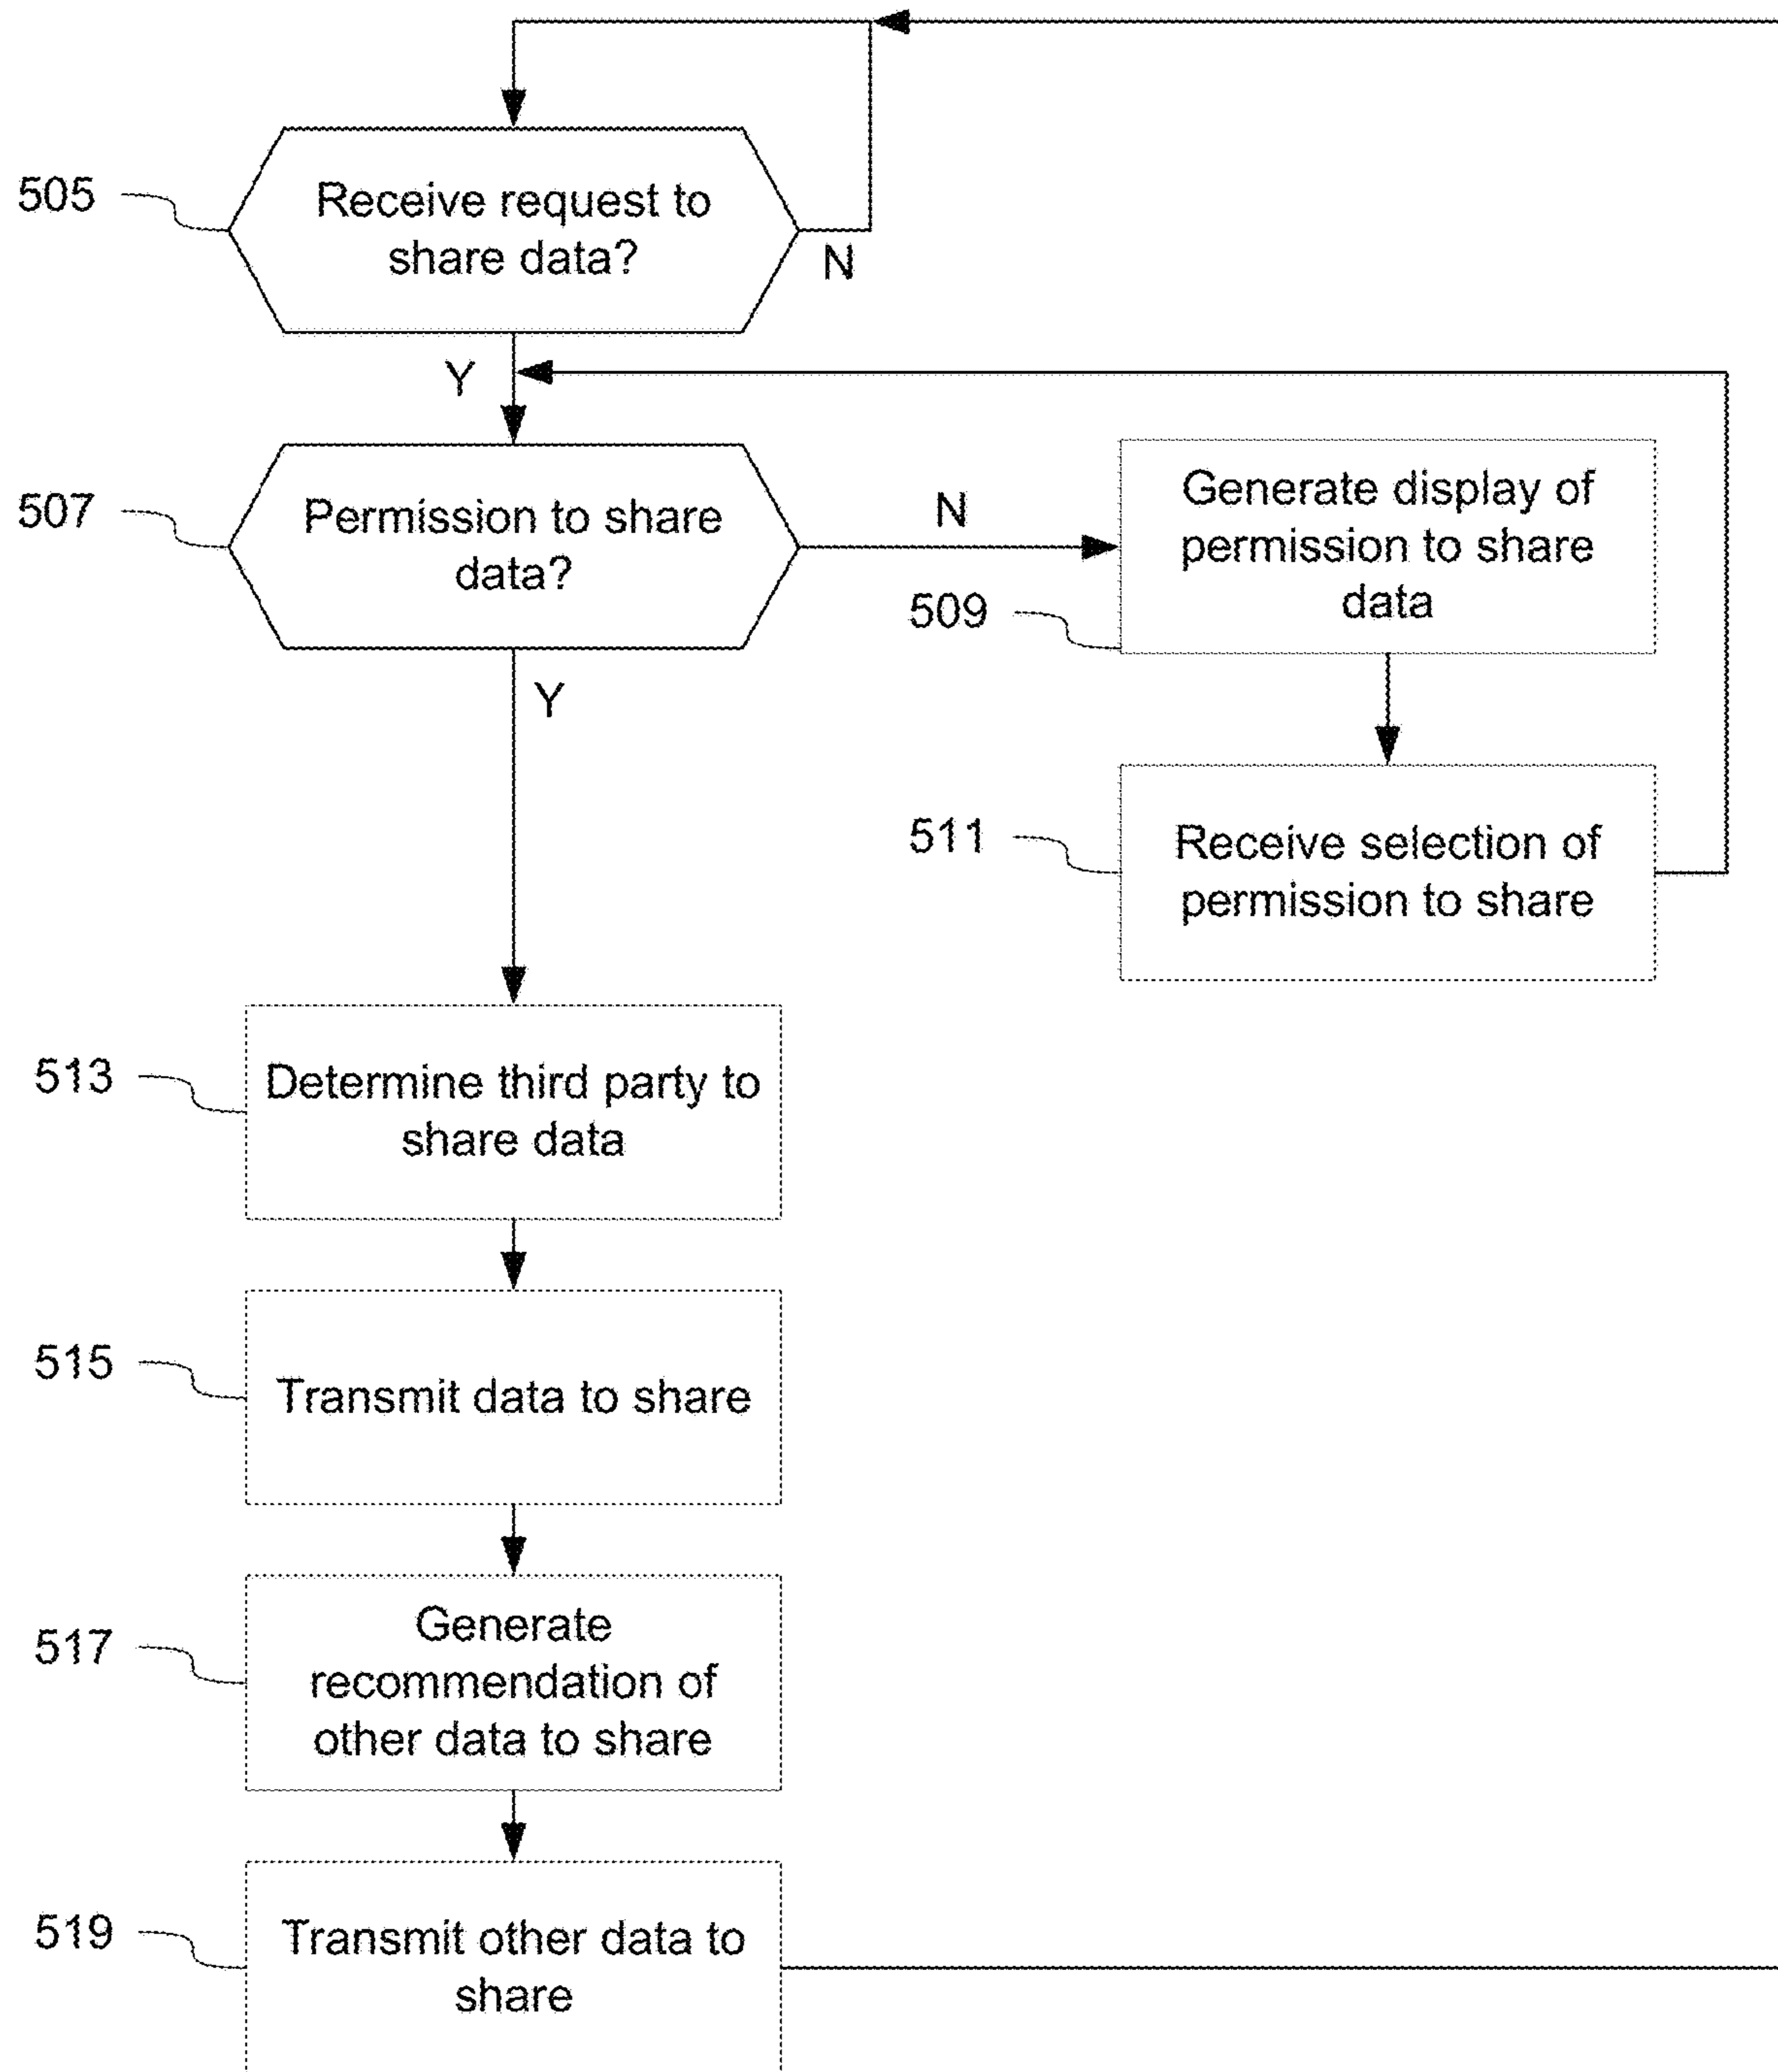 505
Receive request to
share data?
N
Y
507
Permission to share
data?
N
Generate display of
permission to share
data
509
Y
511
Receive selection of
permission to share
513
Determine third party to
share data
515
Transmit data to share
517
Generate
recommendation of
other data to share
519
Transmit other data to
share